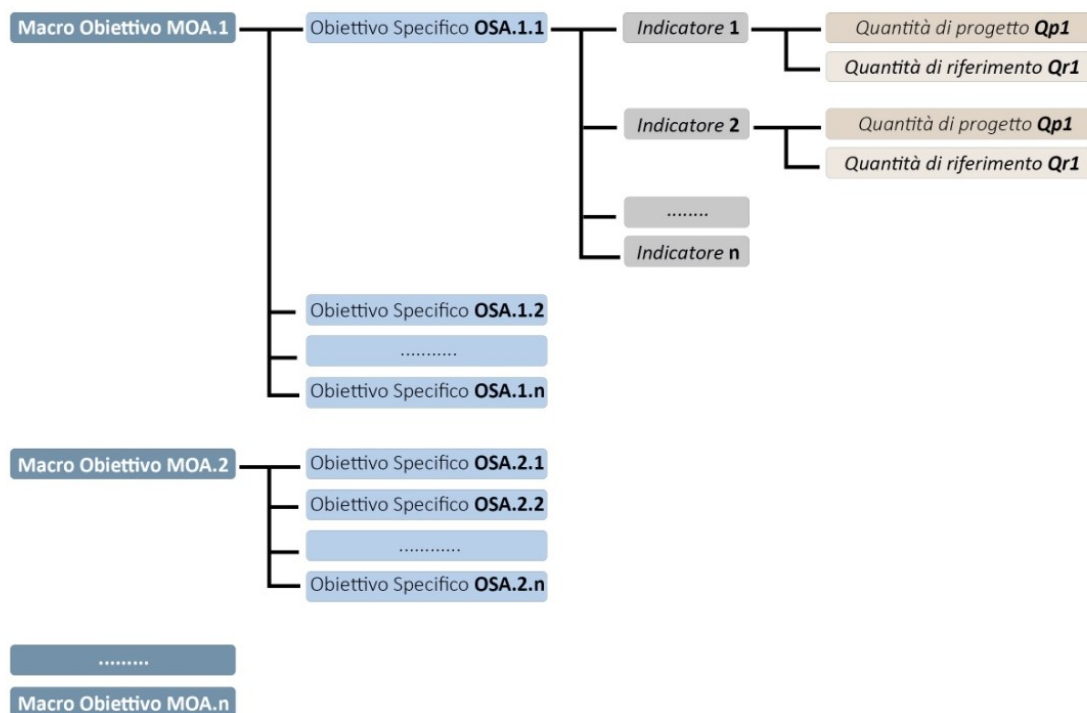 Macro Obiettivo MOA.1
Obiettivo Specifico OSA.1.1
Indicatore 1
Quantità di progetto Qp1
Quantità di riferimento Qr1
Indicatore 2
Quantità di progetto Qp1
Quantità di riferimento Qr1
........
Indicatore n
Obiettivo Specifico OSA.1.2
...........
Obiettivo Specifico OSA.1.n
Macro Obiettivo MOA.2
Obiettivo Specifico OSA.2.1
Obiettivo Specifico OSA.2.2
............
Obiettivo Specifico OSA.2.n
.........
Macro Obiettivo MOA.n